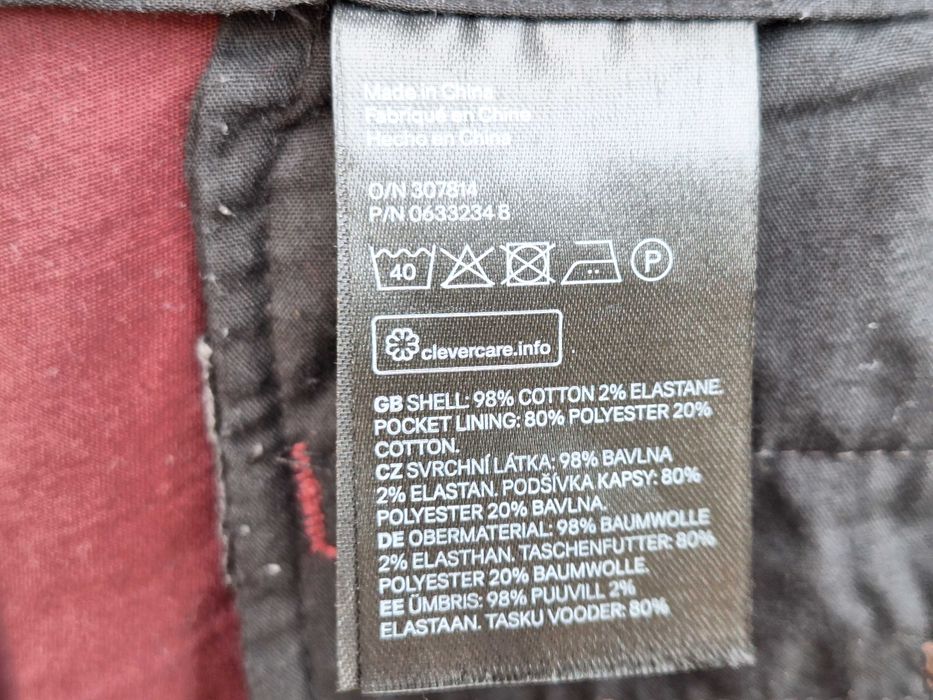 Made in China
Fabriqué en Chine
Hecho en China
O/N 307814
P/N 0633234 8
40
P
clevercare.info
GB SHELL: 98% COTTON 2% ELASTANE.
POCKET LINING: 80% POLYESTER 20%
COTTON.
CZ SVRCHNÍ LÁTKA: 98% BAVLNA
2% ELASTAN. PODŠÍVKA KAPSY: 80%
POLYESTER 20% BAVLNA.
DE OBERMATERIAL: 98% BAUMWOLLE
2% ELASTHAN. TASCHENFUTTER: 80%
POLYESTER 20% BAUMWOLLE.
EE ÜMBRIS: 98% PUUVILL 2%
ELASTAAN. TASKU VOODER: 80%